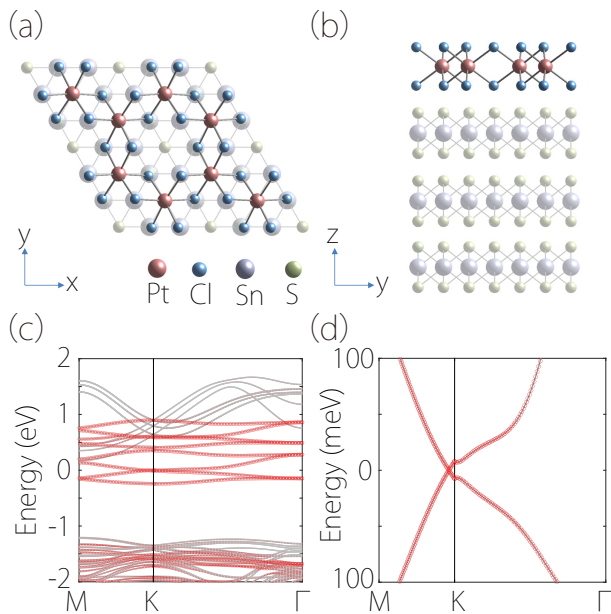 (a)
(b)
y
x
z
y
Pt
Cl
Sn
S
(c)
(d)
Energy (eV)
2
1
0
-1
-2
M
K
Γ
Energy (meV)
100
0
100
M
K
Γ